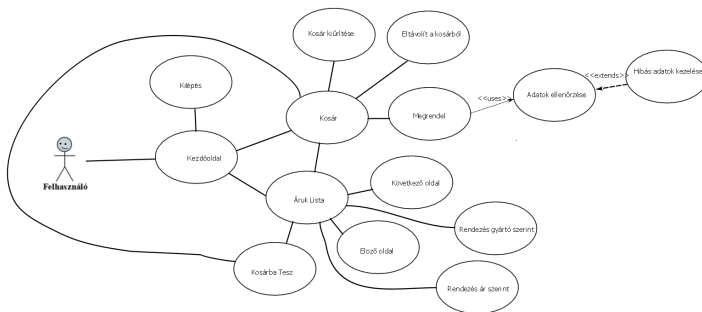 Kosár kiürítése
Eltávolít a kosárból
Kilépés
<<extends>>
Hibás adatok kezelése
<<uses>>
Adatok ellenőrzése
Kosár
Megrendel
Kezdőoldal
Felhasználó
Következő oldal
Áruk Lista
Rendezés gyártó szerint
Előző oldal
Kosárba Tesz
Rendezés ár szerint